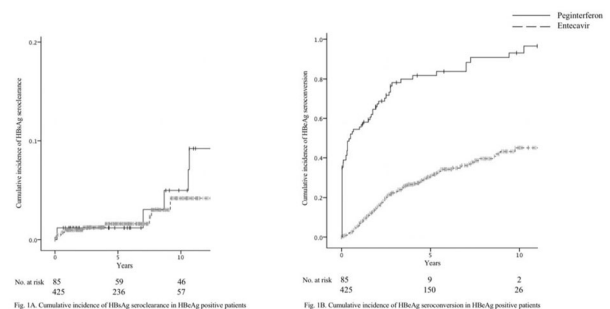 Peginterferon
Entecavir
Cumulative incidence of HBsAg seroclearance
0.2
0.1
0.0
0
5
10
Years
No. at risk 85 59 46
425 236 57
Fig. 1A. Cumulative incidence of HBsAg seroclearance in HBeAg positive patients
Cumulative incidence of HBeAg seroconversion
1.0
0.8
0.6
0.4
0.2
0.0
0
5
10
Years
No. at risk 85 9 2
425 150 26
Fig. 1B. Cumulative incidence of HBeAg seroconversion in HBeAg positive patients